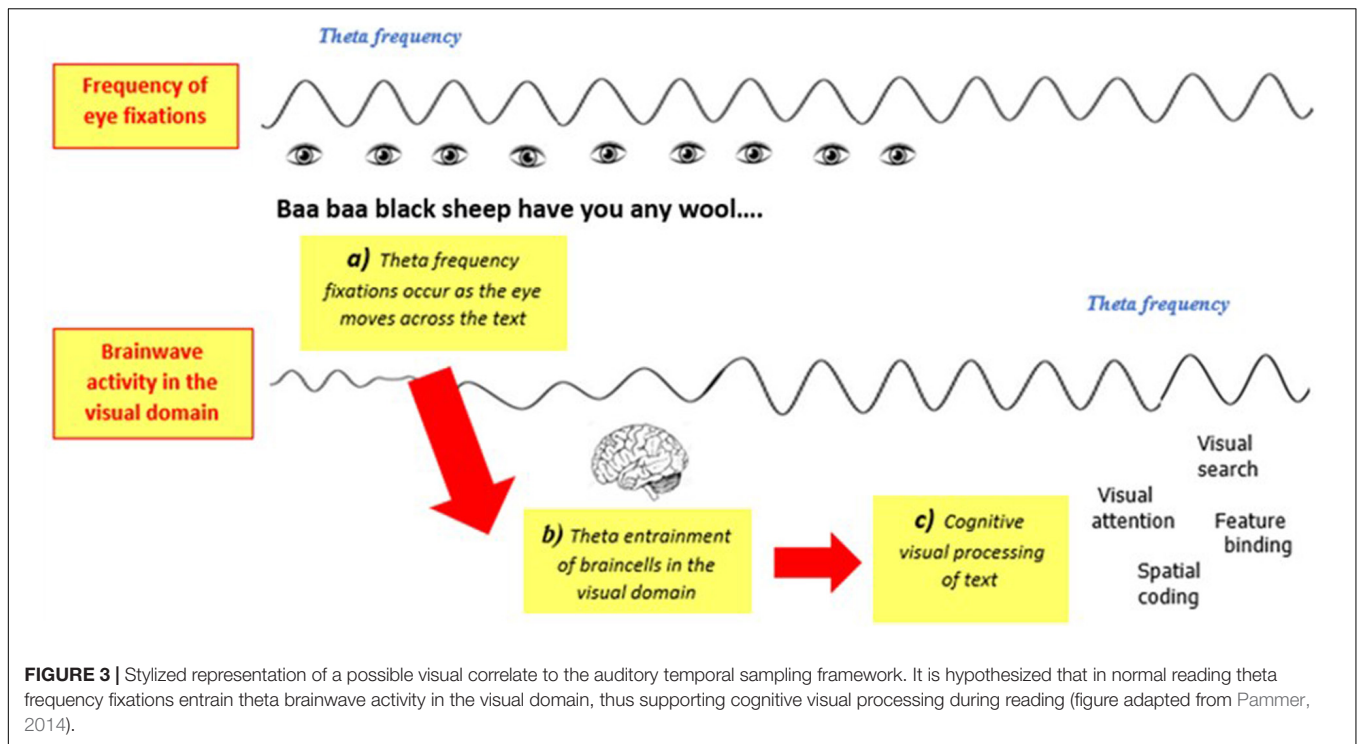 Theta frequency
Frequency of
eye fixations
Baa baa black sheep have you any wool....
a) Theta frequency
fixations occur as the eye
moves across the text
Theta frequency
Brainwave
activity in the
visual domain
Visual
search
Visual
attention
Feature
binding
Spatial
coding
b) Theta entrainment
of braincells in the
visual domain
c) Cognitive
visual processing
of text
FIGURE 3 | Stylized representation of a possible visual correlate to the auditory temporal sampling framework. It is hypothesized that in normal reading theta
frequency fixations entrain theta brainwave activity in the visual domain, thus supporting cognitive visual processing during reading (figure adapted from Pammer,
2014).